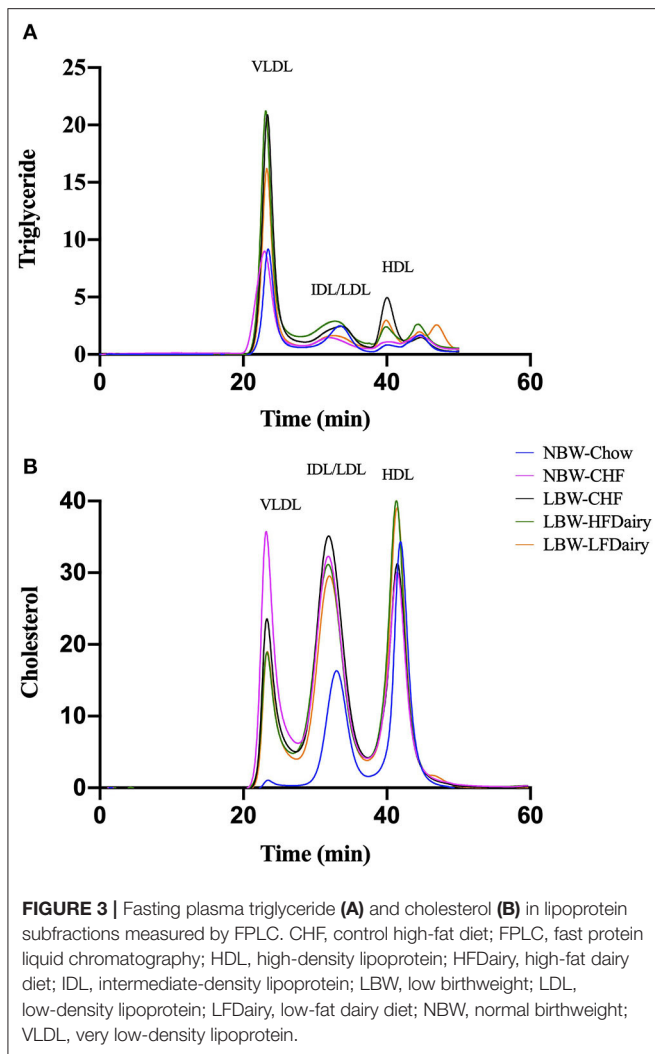 A
25
20
15
10
5
0
Triglyceride
VLDL
IDL/LDL
HDL
0 20 40 60
Time (min)
B
40
30
20
10
0
Cholesterol
VLDL
IDL/LDL
HDL
NBW-Chow
NBW-CHF
LBW-CHF
LBW-HFDairy
LBW-LFDairy
0 20 40 60
Time (min)
FIGURE 3 | Fasting plasma triglyceride (A) and cholesterol (B) in lipoprotein
subfractions measured by FPLC. CHF, control high-fat diet; FPLC, fast protein
liquid chromatography; HDL, high-density lipoprotein; HFDairy, high-fat dairy
diet; IDL, intermediate-density lipoprotein; LBW, low birthweight; LDL,
low-density lipoprotein; LFDairy, low-fat dairy diet; NBW, normal birthweight;
VLDL, very low-density lipoprotein.